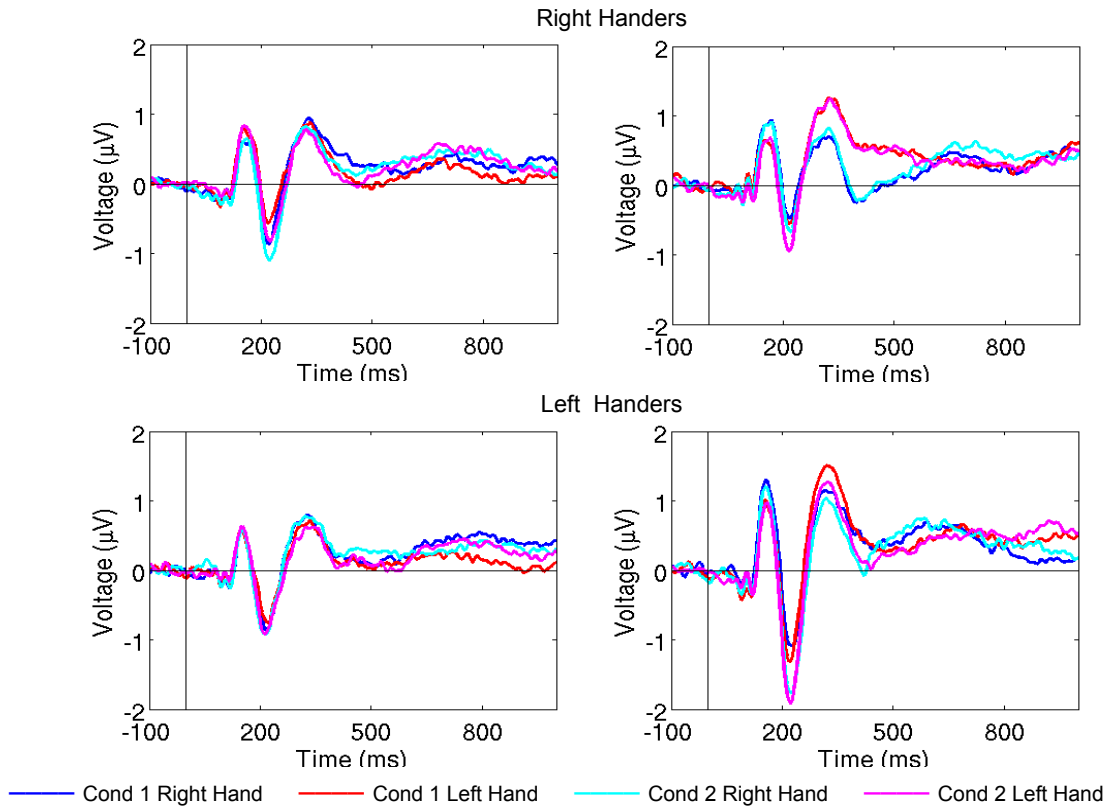 Right Handers
2
1
0
-1
-2
-100 200 500 800
Time (ms)
Voltage (µV)
2
1
0
-1
-2
-100 200 500 800
Time (ms)
Voltage (µV)
Left Handers
2
1
0
-1
-2
-100 200 500 800
Time (ms)
Voltage (µV)
2
1
0
-1
-2
-100 200 500 800
Time (ms)
Voltage (µV)
Cond 1 Right Hand Cond 1 Left Hand Cond 2 Right Hand Cond 2 Left Hand